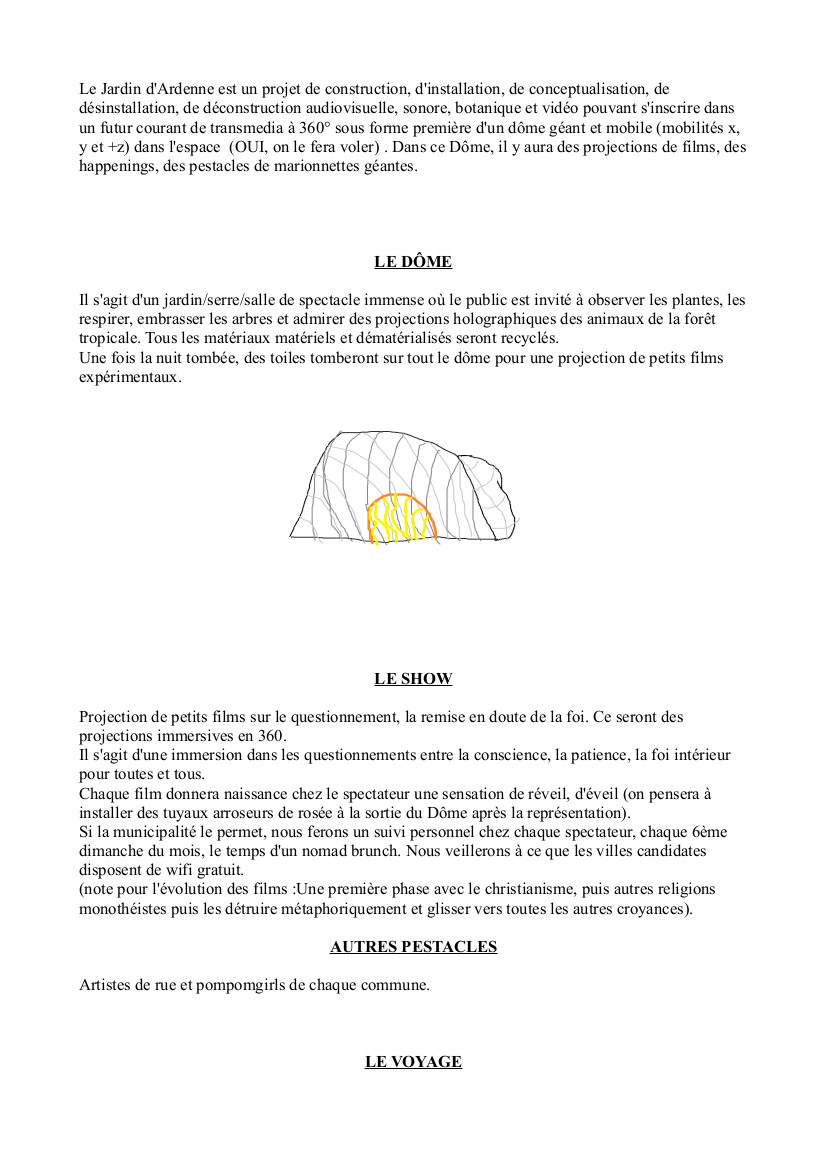 Le Jardin d'Ardenne est un projet de construction, d'installation, de conceptualisation, de
désinstallation, de déconstruction audiovisuelle, sonore, botanique et vidéo pouvant s'inscrire dans
un futur courant de transmedia à 360° sous forme première d'un dôme géant et mobile (mobilités x,
y et +z) dans l'espace  (OUI, on le fera voler) . Dans ce Dôme, il y aura des projections de films, des
happenings, des pestacles de marionnettes géantes.
LE DÔME
Il s'agit d'un jardin/serre/salle de spectacle immense où le public est invité à observer les plantes, les
respirer, embrasser les arbres et admirer des projections holographiques des animaux de la forêt
tropicale. Tous les matériaux matériels et dématérialisés seront recyclés.
Une fois la nuit tombée, des toiles tomberont sur tout le dôme pour une projection de petits films
expérimentaux.
LE SHOW
Projection de petits films sur le questionnement, la remise en doute de la foi. Ce seront des
projections immersives en 360.
Il s'agit d'une immersion dans les questionnements entre la conscience, la patience, la foi intérieur
pour toutes et tous.
Chaque film donnera naissance chez le spectateur une sensation de réveil, d'éveil (on pensera à
installer des tuyaux arroseurs de rosée à la sortie du Dôme après la représentation).
Si la municipalité le permet, nous ferons un suivi personnel chez chaque spectateur, chaque 6ème
dimanche du mois, le temps d'un nomad brunch. Nous veillerons à ce que les villes candidates
disposent de wifi gratuit.
(note pour l'évolution des films :Une première phase avec le christianisme, puis autres religions
monothéistes puis les détruire métaphoriquement et glisser vers toutes les autres croyances).
AUTRES PESTACLES
Artistes de rue et pompomgirls de chaque commune.
LE VOYAGE